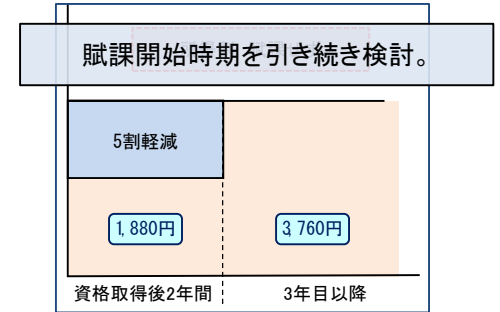 賦課開始時期を引き続き検討。
5割軽減
1,880円
3,760円
資格取得後2年間
3年目以降